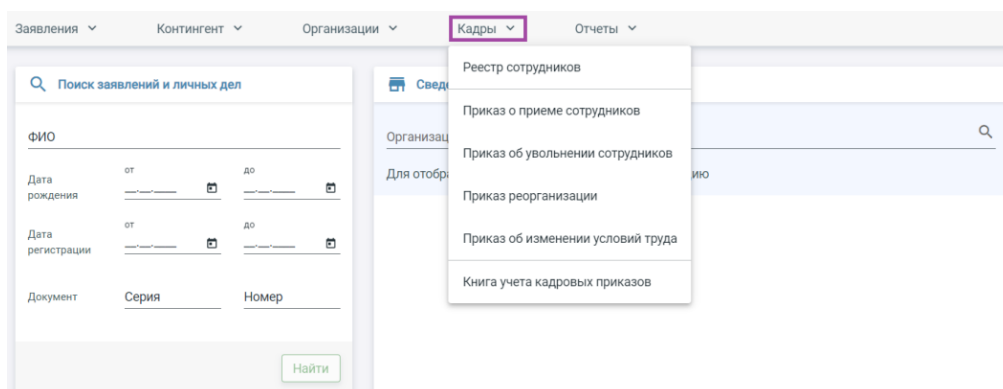 Заявления
Контингент
Организации
Кадры
Отчеты
Поиск заявлений и личных дел
ФИО
Дата
рождения
от
до
Дата
регистрации
от
до
Документ
Серия
Номер
Найти
Реестр сотрудников
Приказ о приеме сотрудников
Приказ об увольнении сотрудников
Приказ реорганизации
Приказ об изменении условий труда
Книга учета кадровых приказов